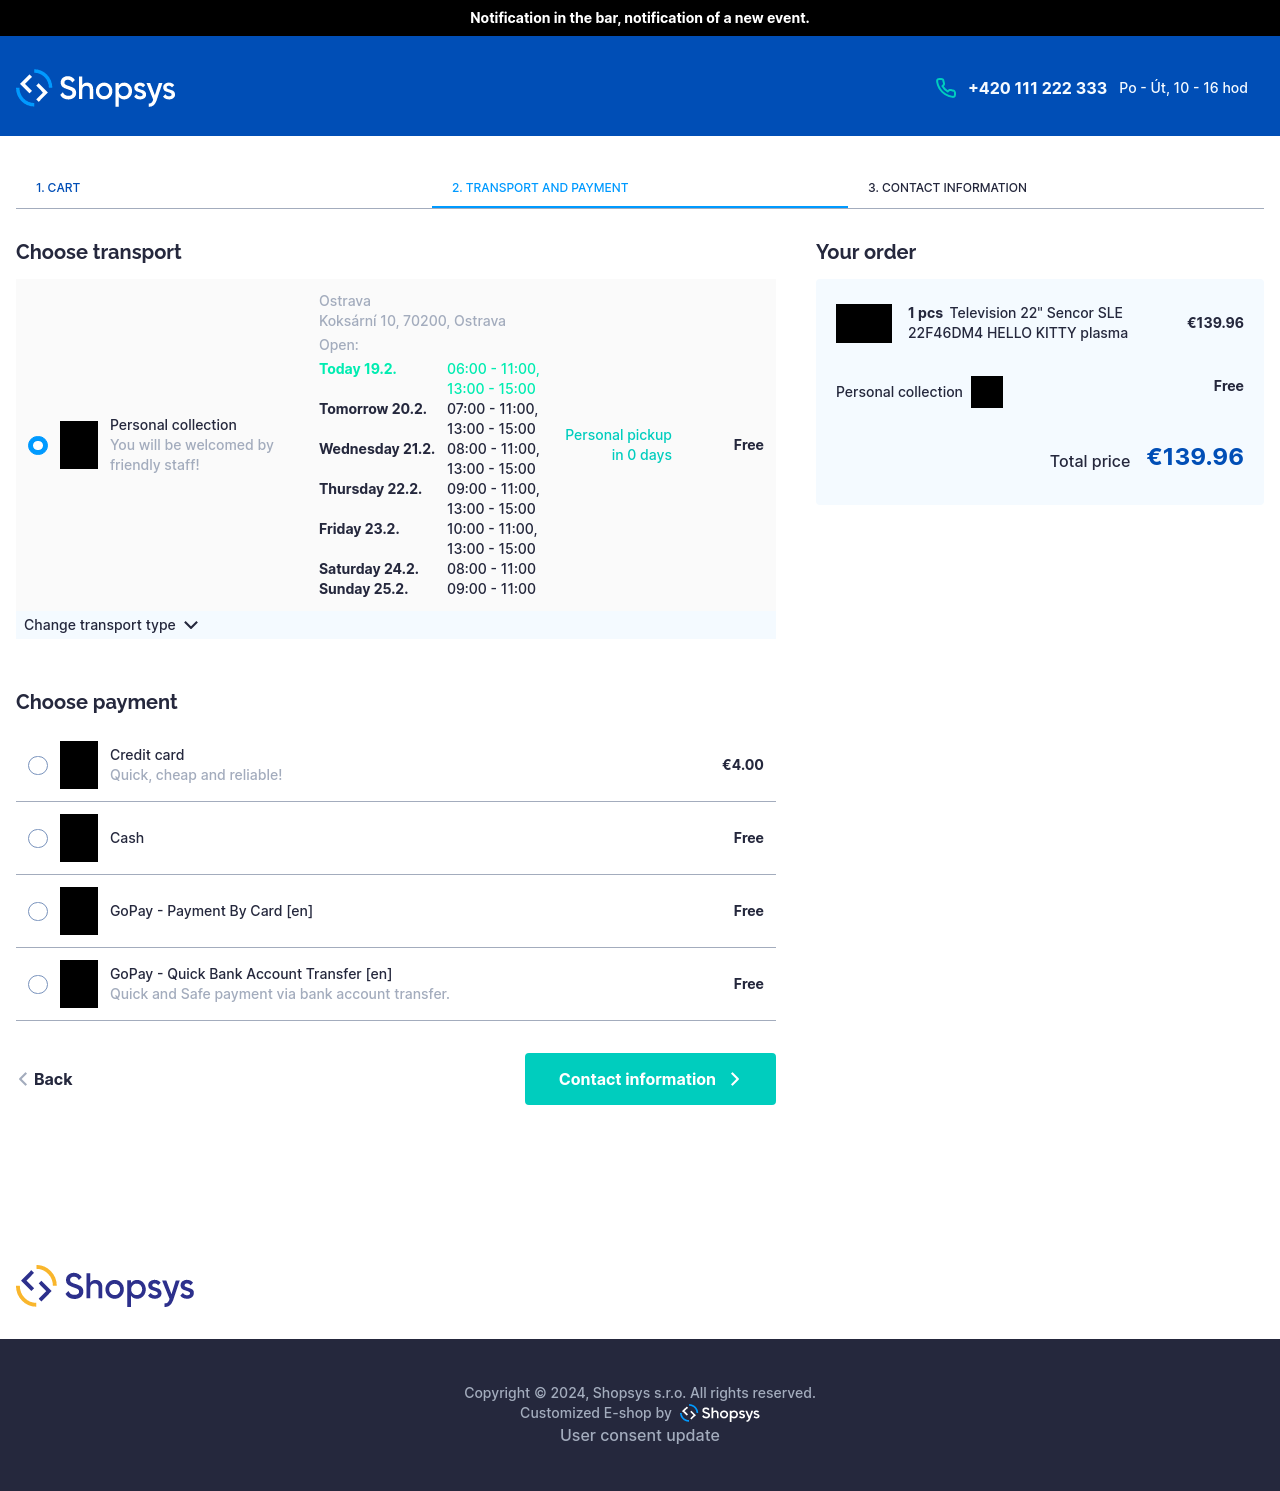 Notification in the bar, notification of a new event.
Shopsys
+420 111 222 333 Po - Út, 10 - 16 hod
1. CART
2. TRANSPORT AND PAYMENT
3. CONTACT INFORMATION
Choose transport
Personal collection
You will be welcomed by
friendly staff!
Ostrava
Koksární 10, 70200, Ostrava
Open:
Today 19.2. 06:00 - 11:00,
13:00 - 15:00
Tomorrow 20.2. 07:00 - 11:00,
13:00 - 15:00
Wednesday 21.2. 08:00 - 11:00,
13:00 - 15:00
Thursday 22.2. 09:00 - 11:00,
13:00 - 15:00
Friday 23.2. 10:00 - 11:00,
13:00 - 15:00
Saturday 24.2. 08:00 - 11:00
Sunday 25.2. 09:00 - 11:00
Personal pickup
in 0 days
Free
Change transport type
Your order
1 pcs Television 22" Sencor SLE
22F46DM4 HELLO KITTY plasma
€139.96
Personal collection
Free
Total price €139.96
Choose payment
Credit card
Quick, cheap and reliable!
€4.00
Cash
Free
GoPay - Payment By Card [en]
Free
GoPay - Quick Bank Account Transfer [en]
Quick and Safe payment via bank account transfer.
Free
Back
Contact information
Shopsys
Copyright © 2024, Shopsys s.r.o. All rights reserved.
Customized E-shop by Shopsys
User consent update